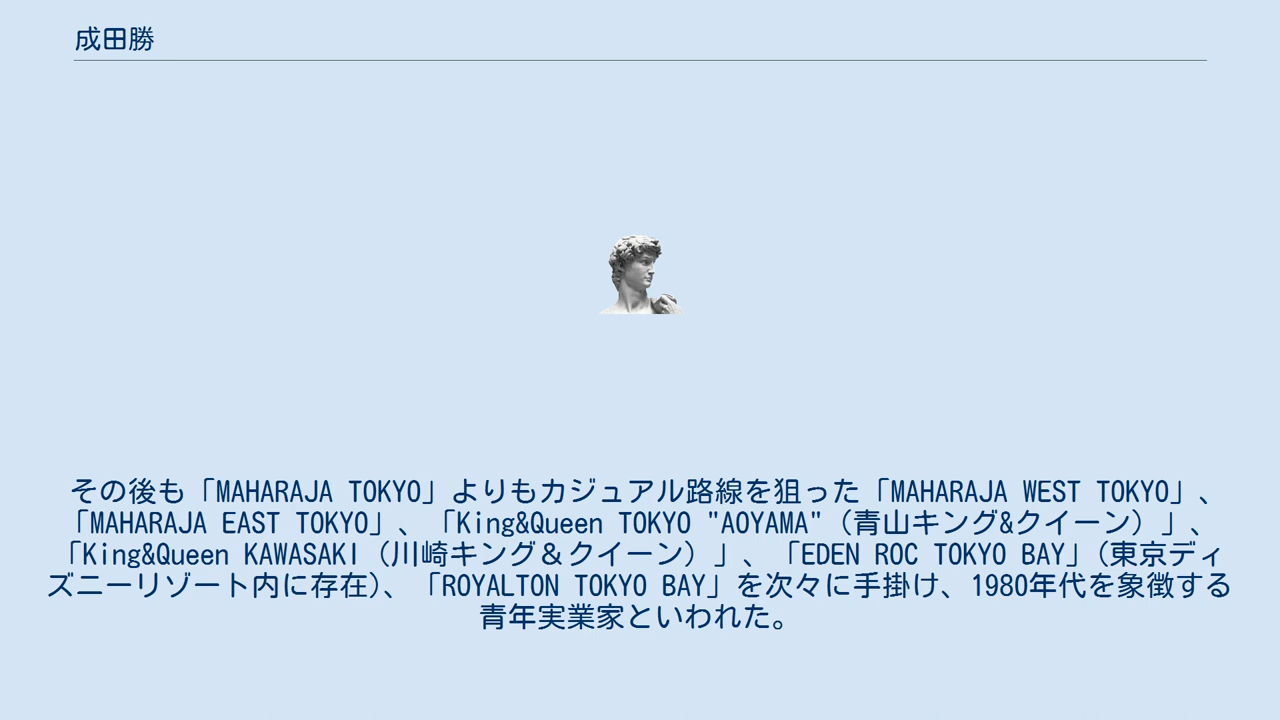 成田勝
その後も「MAHARAJA TOKYO」よりもカジュアル路線を狙った「MAHARAJA WEST TOKYO」、
「MAHARAJA EAST TOKYO」、「King&Queen TOKYO "AOYAMA"（青山キング&クイーン）」、
「King&Queen KAWASAKI（川崎キング＆クイーン）」、「EDEN ROC TOKYO BAY」(東京ディ
ズニーリゾート内に存在)、「ROYALTON TOKYO BAY」を次々に手掛け、1980年代を象徴する
青年実業家といわれた。